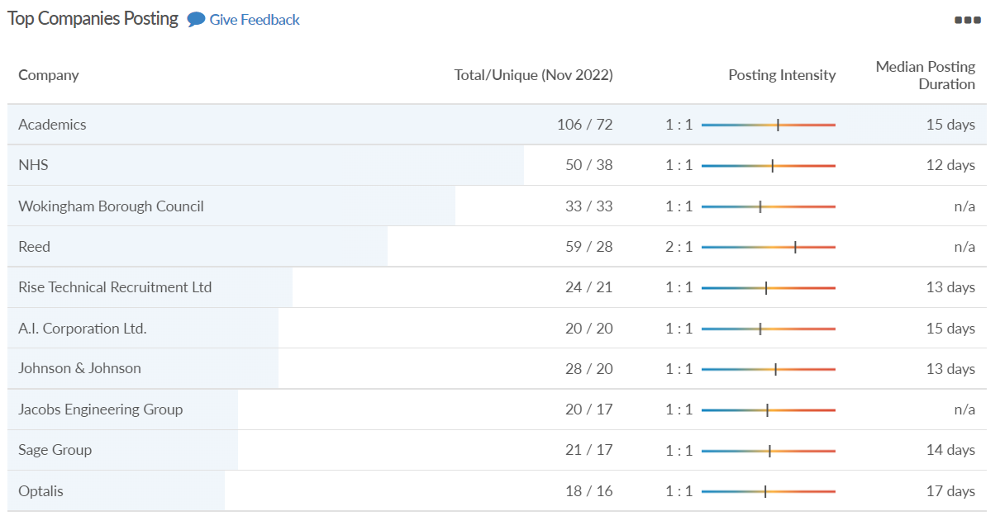 Top Companies Posting Give Feedback
Company Total/Unique (Nov 2022) Posting Intensity Median Posting Duration
Academics 106 / 72 1 : 1 15 days
NHS 50 / 38 1 : 1 12 days
Wokingham Borough Council 33 / 33 1 : 1 n/a
Reed 59 / 28 2 : 1 n/a
Rise Technical Recruitment Ltd 24 / 21 1 : 1 13 days
A.I. Corporation Ltd. 20 / 20 1 : 1 15 days
Johnson & Johnson 28 / 20 1 : 1 13 days
Jacobs Engineering Group 20 / 17 1 : 1 n/a
Sage Group 21 / 17 1 : 1 14 days
Optalis 18 / 16 1 : 1 17 days